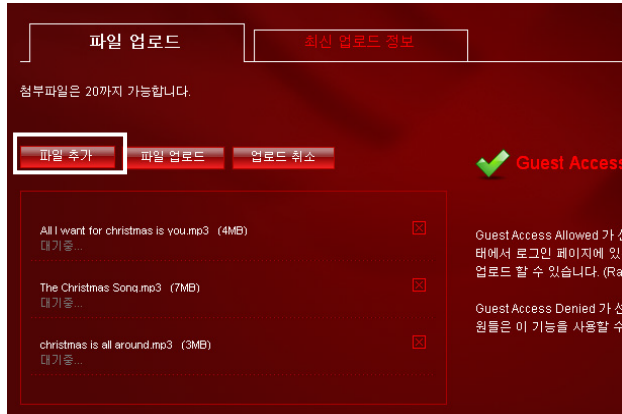 파일 업로드
최신 업로드 정보
첨부파일은 20까지 가능합니다.
파일 추가
파일 업로드
업로드 취소
Guest Access
All I want for christmas is you.mp3 (4MB)
대기중...
The Christmas Song.mp3 (7MB)
대기중...
christmas is all around.mp3 (3MB)
대기중...
Guest Access Allowed 가
태에서 로그인 페이지에 있
업로드 할 수 있습니다. (Ra
Guest Access Denied 가 선
원들은 이 기능을 사용할 수